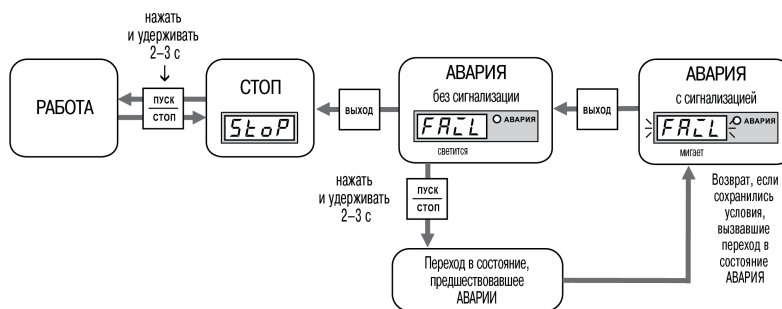 нажать
и удерживать
2–3 с
РАБОТА
ПУСК
СТОП
СТОП
StoP
ВЫХОД
АВАРИЯ
без сигнализации
FAIL
АВАРИЯ
светится
ВЫХОД
АВАРИЯ
с сигнализацией
FAIL
АВАРИЯ
мигает
нажать
и удерживать
2–3 с
ПУСК
СТОП
Переход в состояние,
предшествовавшее
АВАРИИ
Возврат, если
сохранились
условия,
вызвавшие
переход в
состояние
АВАРИЯ